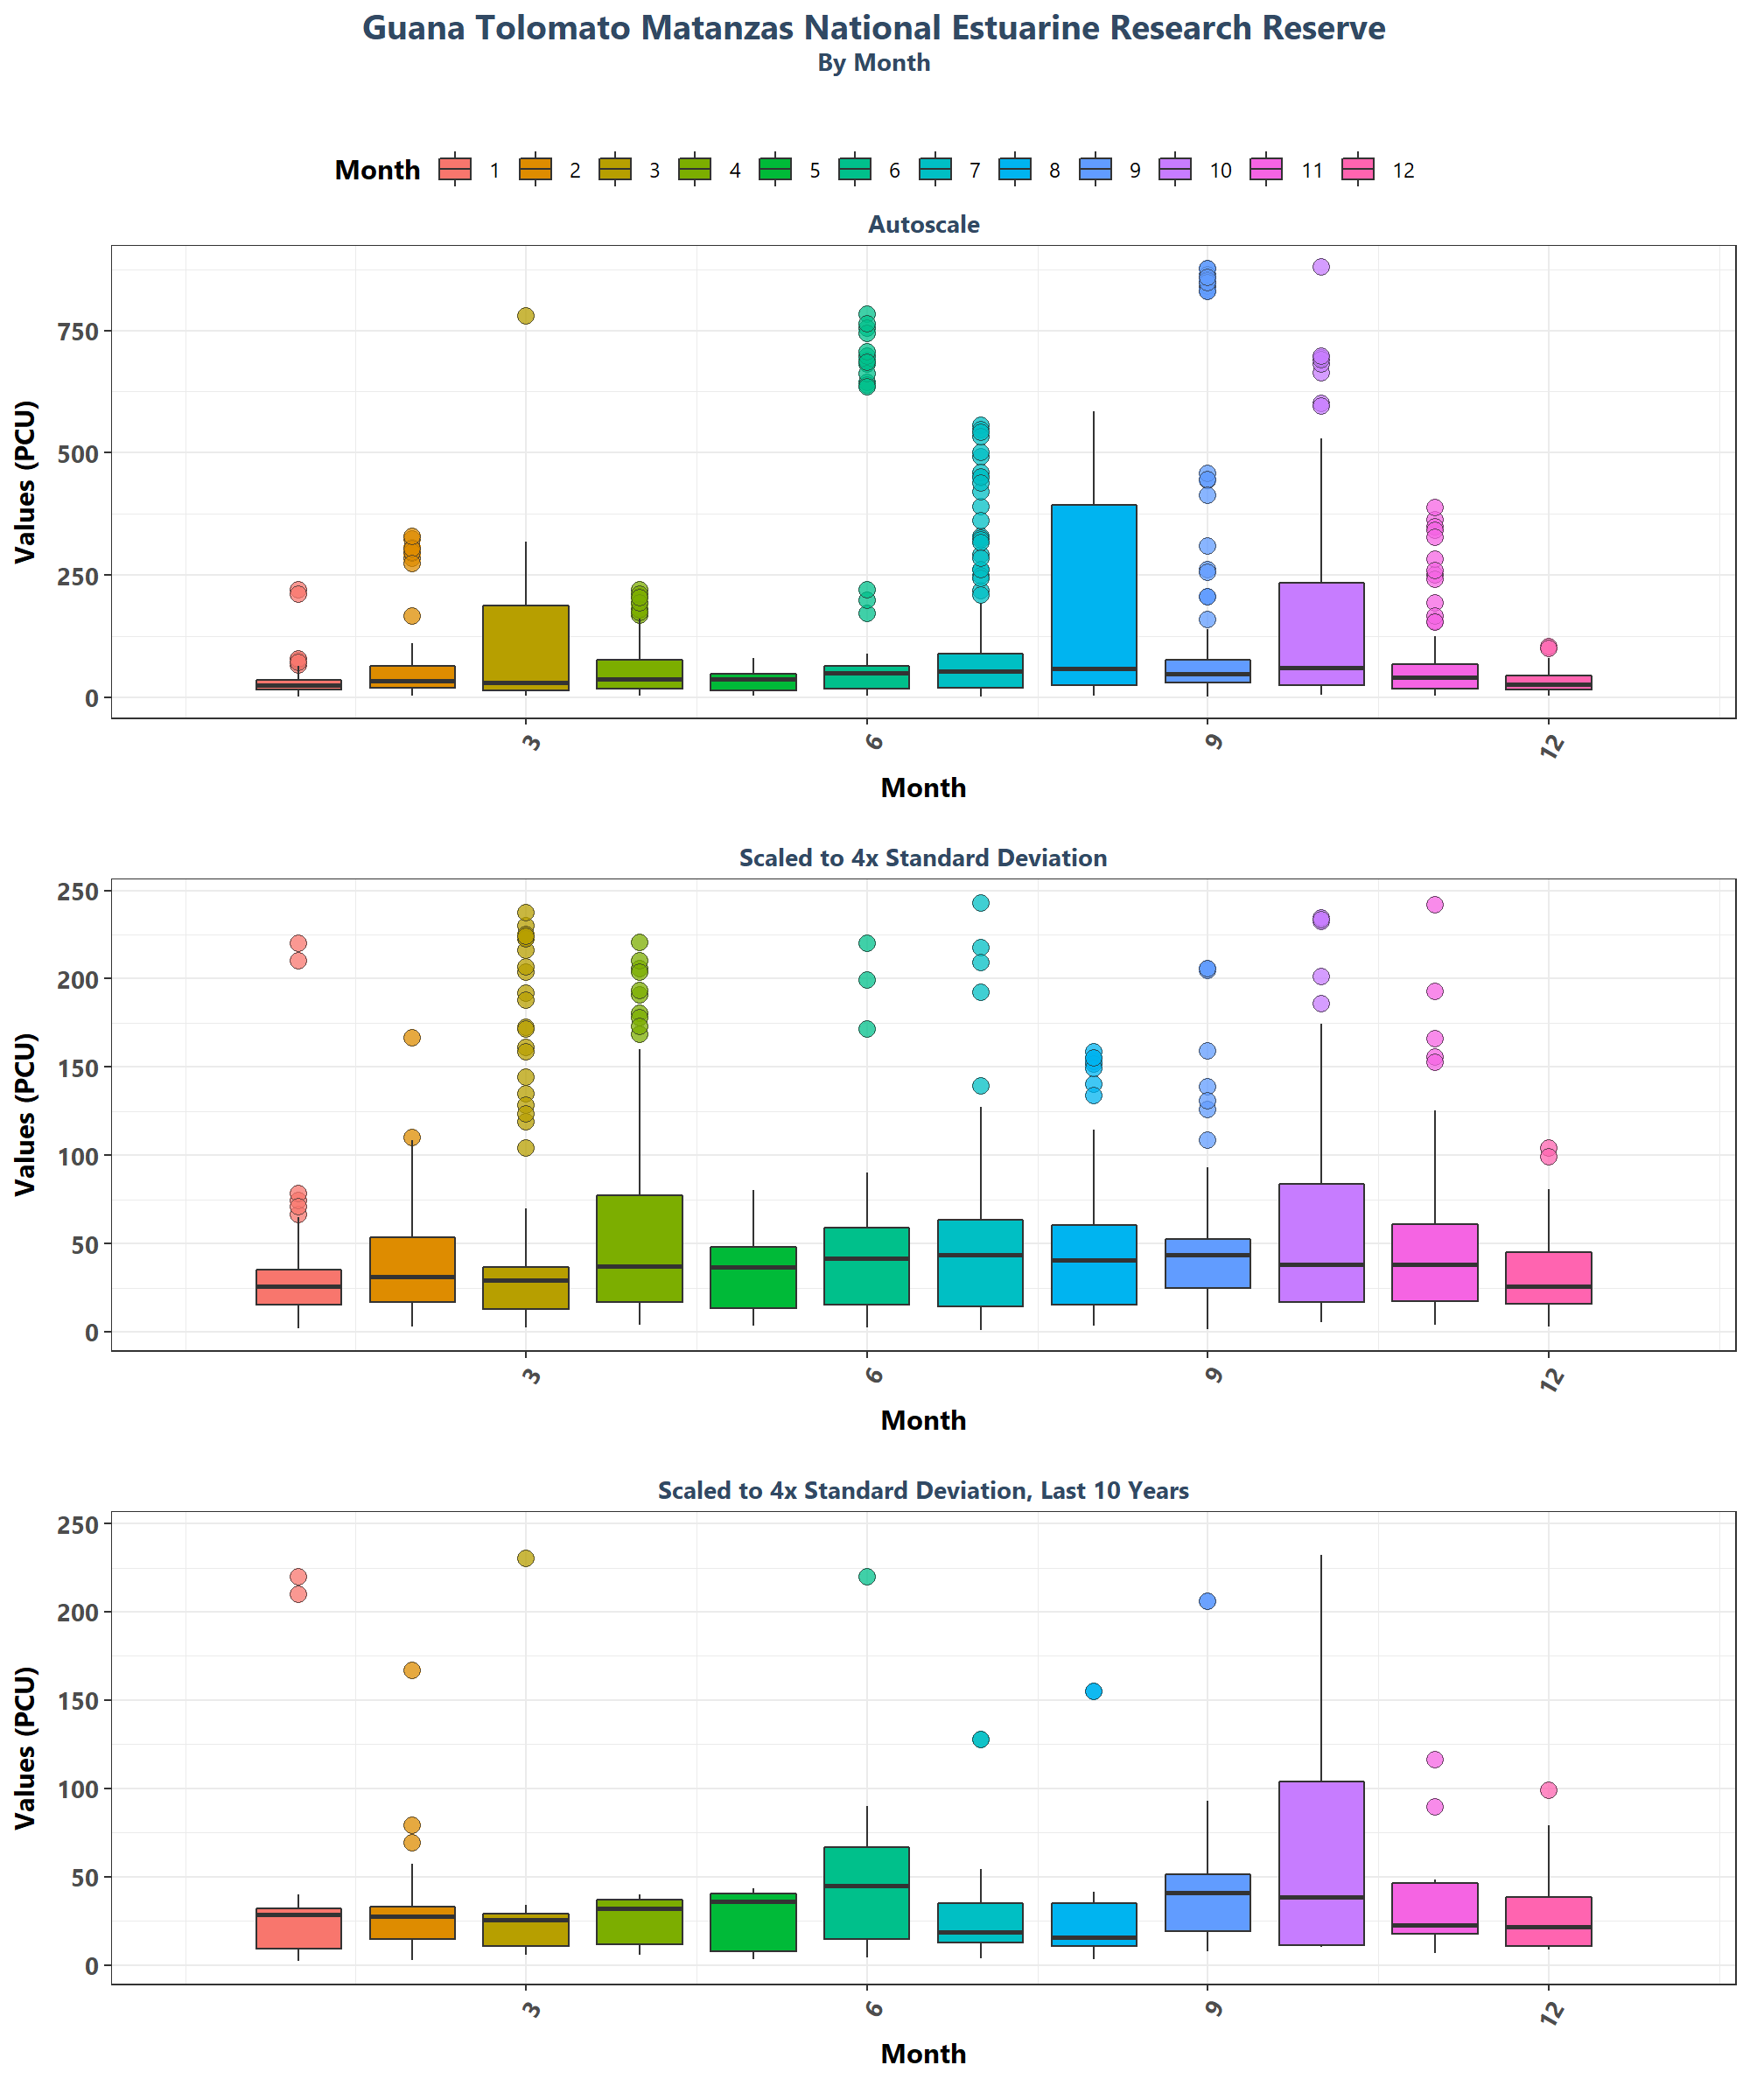 Guana Tolomato Matanzas National Estuarine Research Reserve
By Month
Month 1 2 3 4 5 6 7 8 9 10 11 12
Autoscale
Values (PCU)
750
500
250
0
3 6 9 12
Month
Scaled to 4x Standard Deviation
Values (PCU)
250
200
150
100
50
0
3 6 9 12
Month
Scaled to 4x Standard Deviation, Last 10 Years
Values (PCU)
250
200
150
100
50
0
3 6 9 12
Month